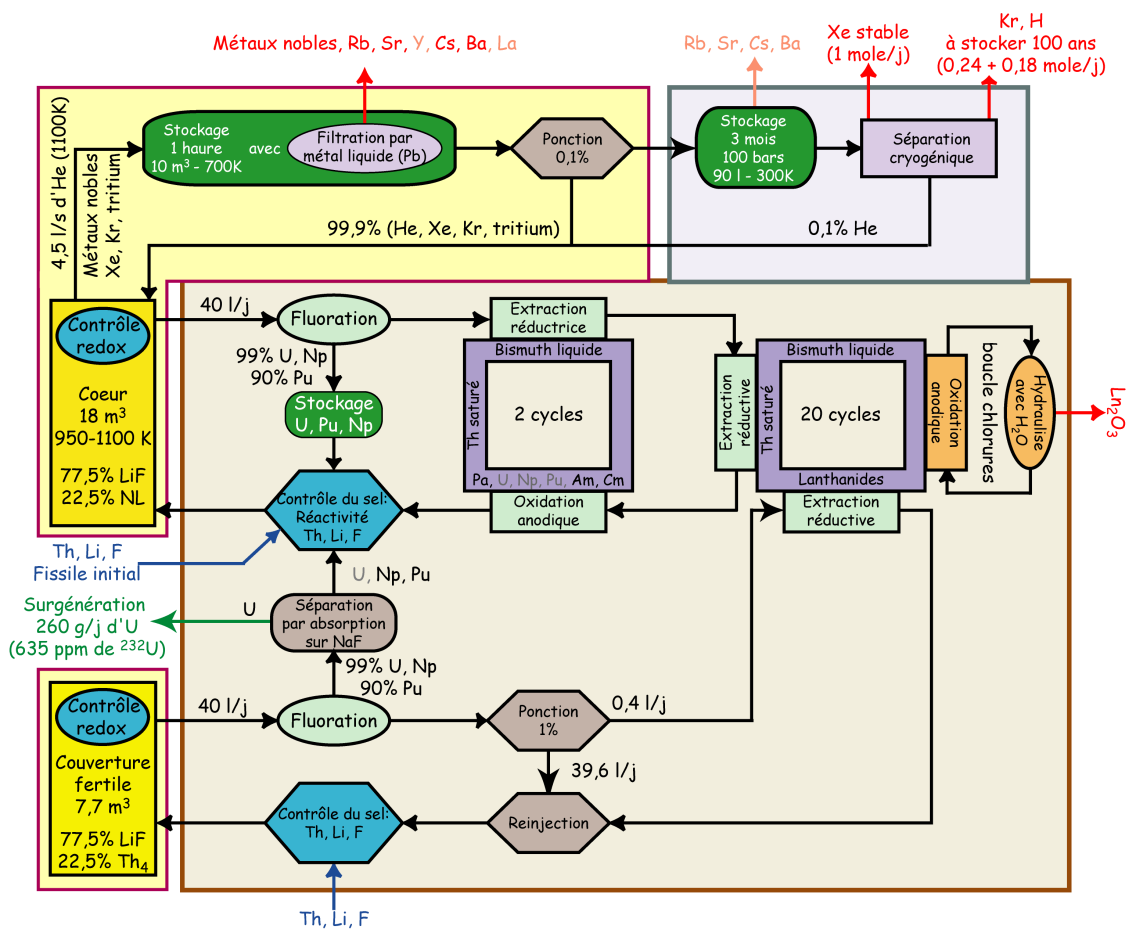 Métaux nobles, Rb, Sr, Y, Cs, Ba, La
Rb, Sr, Cs, Ba
Xe stable
(1 mole/j)
Kr, H
à stocker 100 ans
(0,24 + 0,18 mole/j)
4,5 l/s d'He (1100K)
Métaux nobles
Xe, Kr, tritium
Stockage
1 haure
10 m³ - 700K
avec
Filtration par
métal liquide (Pb)
Ponction
0,1%
Stockage
3 mois
100 bars
90 l - 300K
Séparation
cryogénique
99,9% (He, Xe, Kr, tritium)
0,1% He
Contrôle
redox
Coeur
18 m³
950-1100 K
77,5% LiF
22,5% NL
40 l/j
Fluoration
99% U, Np
90% Pu
Stockage
U, Pu, Np
Contrôle du sel:
Réactivité
Th, Li, F
Extraction
réductrice
Bismuth liquide
Th saturé
2 cycles
Pa, U, Np, Pu, Am, Cm
Oxidation
anodique
Extraction
réductive
Bismuth liquide
Th saturé
20 cycles
Lanthanides
Extraction
réductive
Oxidation
anodique
boucle chlorures
Hydraulise
avec H₂O
Ln₂O₃
Th, Li, F
Fissile initial
U, Np, Pu
Surgénération
260 g/j d'U
(635 ppm de ²³²U)
U
Séparation
par absorption
sur NaF
99% U, Np
90% Pu
Contrôle
redox
Couverture
fertile
7,7 m³
77,5% LiF
22,5% Th₄
40 l/j
Fluoration
Ponction
1%
0,4 l/j
39,6 l/j
Reinjection
Contrôle du sel:
Th, Li, F
Th, Li, F